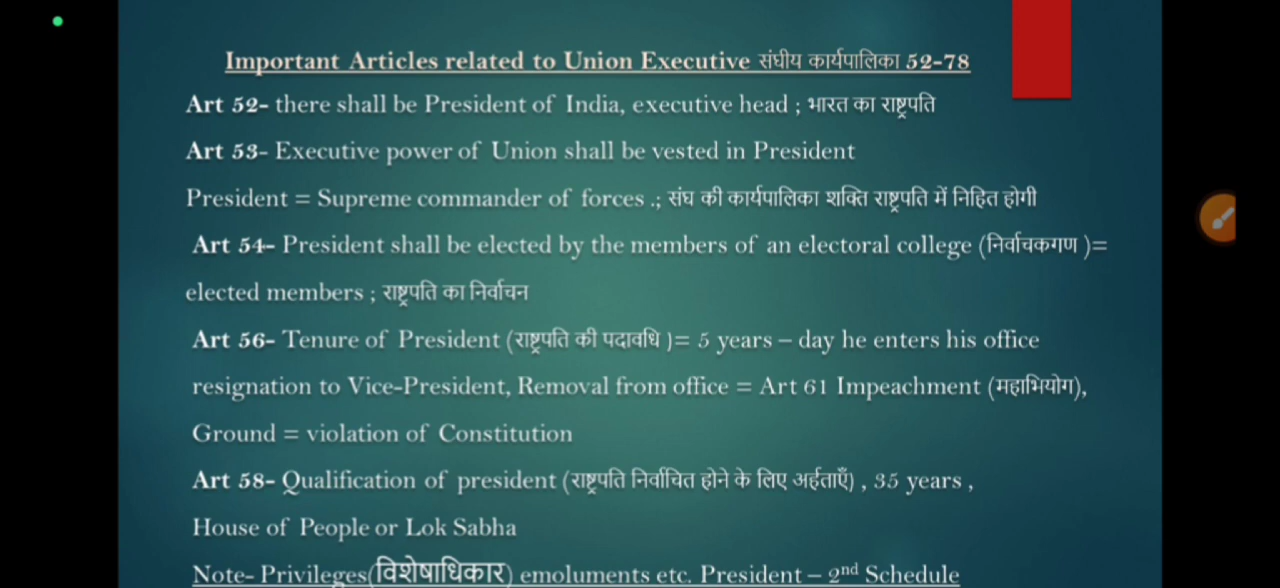 Important Articles related to Union Executive संघीय कार्यपालिका 52-78
Art 52- there shall be President of India, executive head ; भारत का राष्ट्रपति
Art 53- Executive power of Union shall be vested in President
President = Supreme commander of forces .; संघ की कार्यपालिका शक्ति राष्ट्रपति में निहित होगी
Art 54- President shall be elected by the members of an electoral college (निर्वाचकगण )=
elected members ; राष्ट्रपति का निर्वाचन
Art 56- Tenure of President (राष्ट्रपति की पदावधि )= 5 years – day he enters his office
resignation to Vice-President, Removal from office = Art 61 Impeachment (महाभियोग),
Ground = violation of Constitution
Art 58- Qualification of president (राष्ट्रपति निर्वाचित होने के लिए अर्हताएँ) , 35 years ,
House of People or Lok Sabha
Note- Privileges(विशेषाधिकार) emoluments etc. President – 2nd Schedule